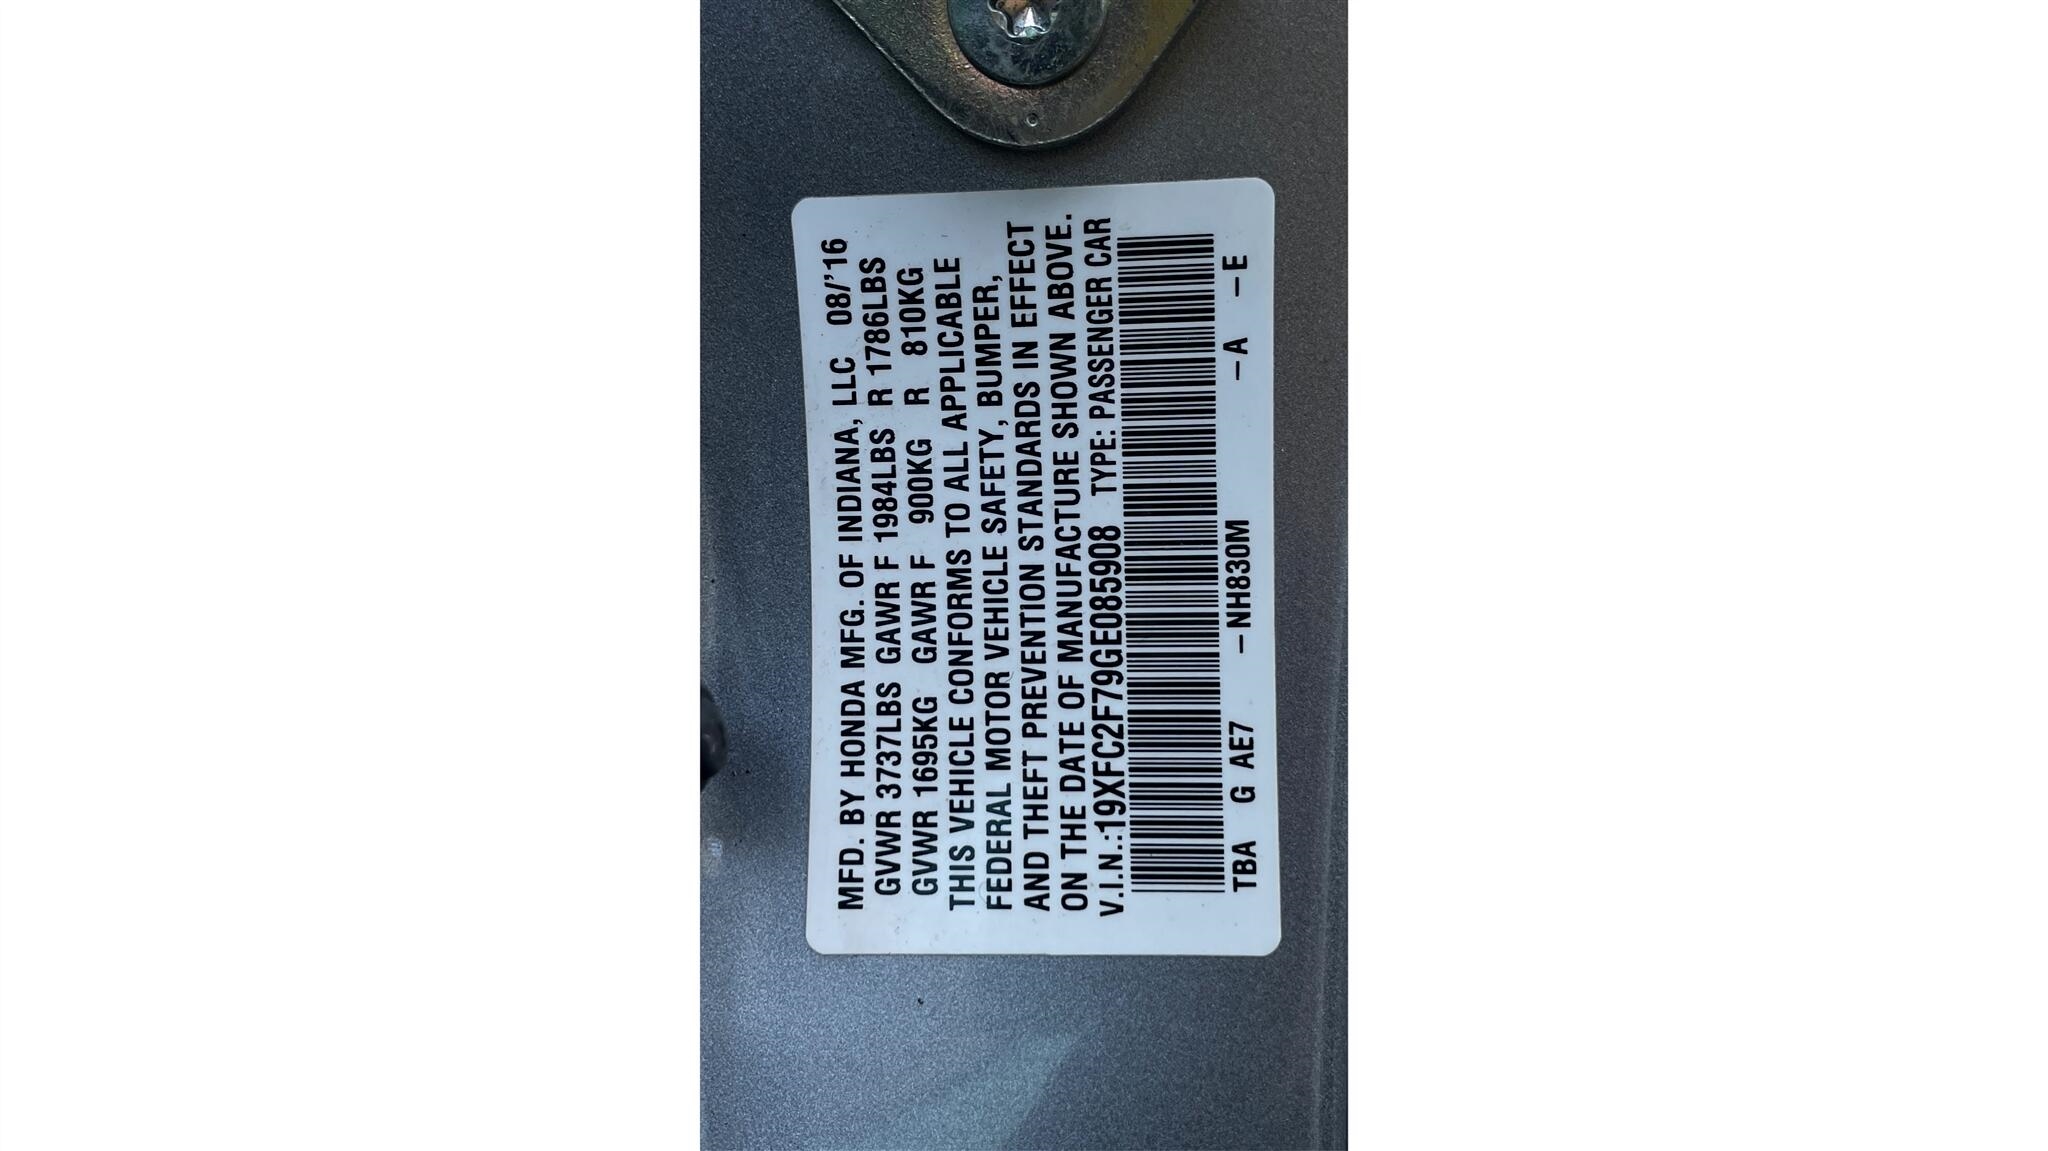 MFD. BY HONDA MFG. OF INDIANA, LLC 08/'16
GVWR 3737LBS GAWR F 1984LBS R 1786LBS
GVWR 1695KG GAWR F 900KG R 810KG
THIS VEHICLE CONFORMS TO ALL APPLICABLE
FEDERAL MOTOR VEHICLE SAFETY, BUMPER,
AND THEFT PREVENTION STANDARDS IN EFFECT
ON THE DATE OF MANUFACTURE SHOWN ABOVE.
V.I.N.:19XFC2F79GE085908 TYPE: PASSENGER CAR
TBA G AE7 –NH830M –A –E